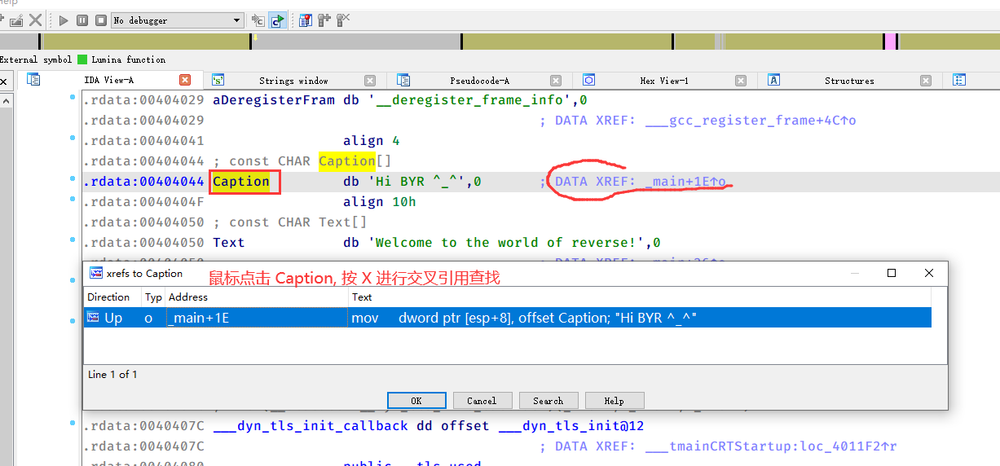 Help
No debugger
External symbol Lumina function
IDA View-A Strings window Pseudocode-A Hex View-1 Structures
.rdata:00404029 aDeregisterFram db '__deregister_frame_info',0
.rdata:00404029 ; DATA XREF: ___gcc_register_frame+4C↑o
.rdata:00404041 align 4
.rdata:00404044 ; const CHAR Caption[]
.rdata:00404044 Caption db 'Hi BYR ^_^',0 ; DATA XREF: _main+1E↑o
.rdata:0040404F align 10h
.rdata:00404050 ; const CHAR Text[]
.rdata:00404050 Text db 'Welcome to the world of reverse!',0
xrefs to Caption
鼠标点击 Caption, 按 X 进行交叉引用查找
Direction Typ Address Text
Up o _main+1E mov dword ptr [esp+8], offset Caption; "Hi BYR ^_^"
Line 1 of 1
OK Cancel Search Help
.rdata:0040407C ___dyn_tls_init_callback dd offset ___dyn_tls_init@12
.rdata:0040407C ; DATA XREF: ___tmainCRTStartup:loc_4011F2↑r
.rdata:00404080 public __tls_used